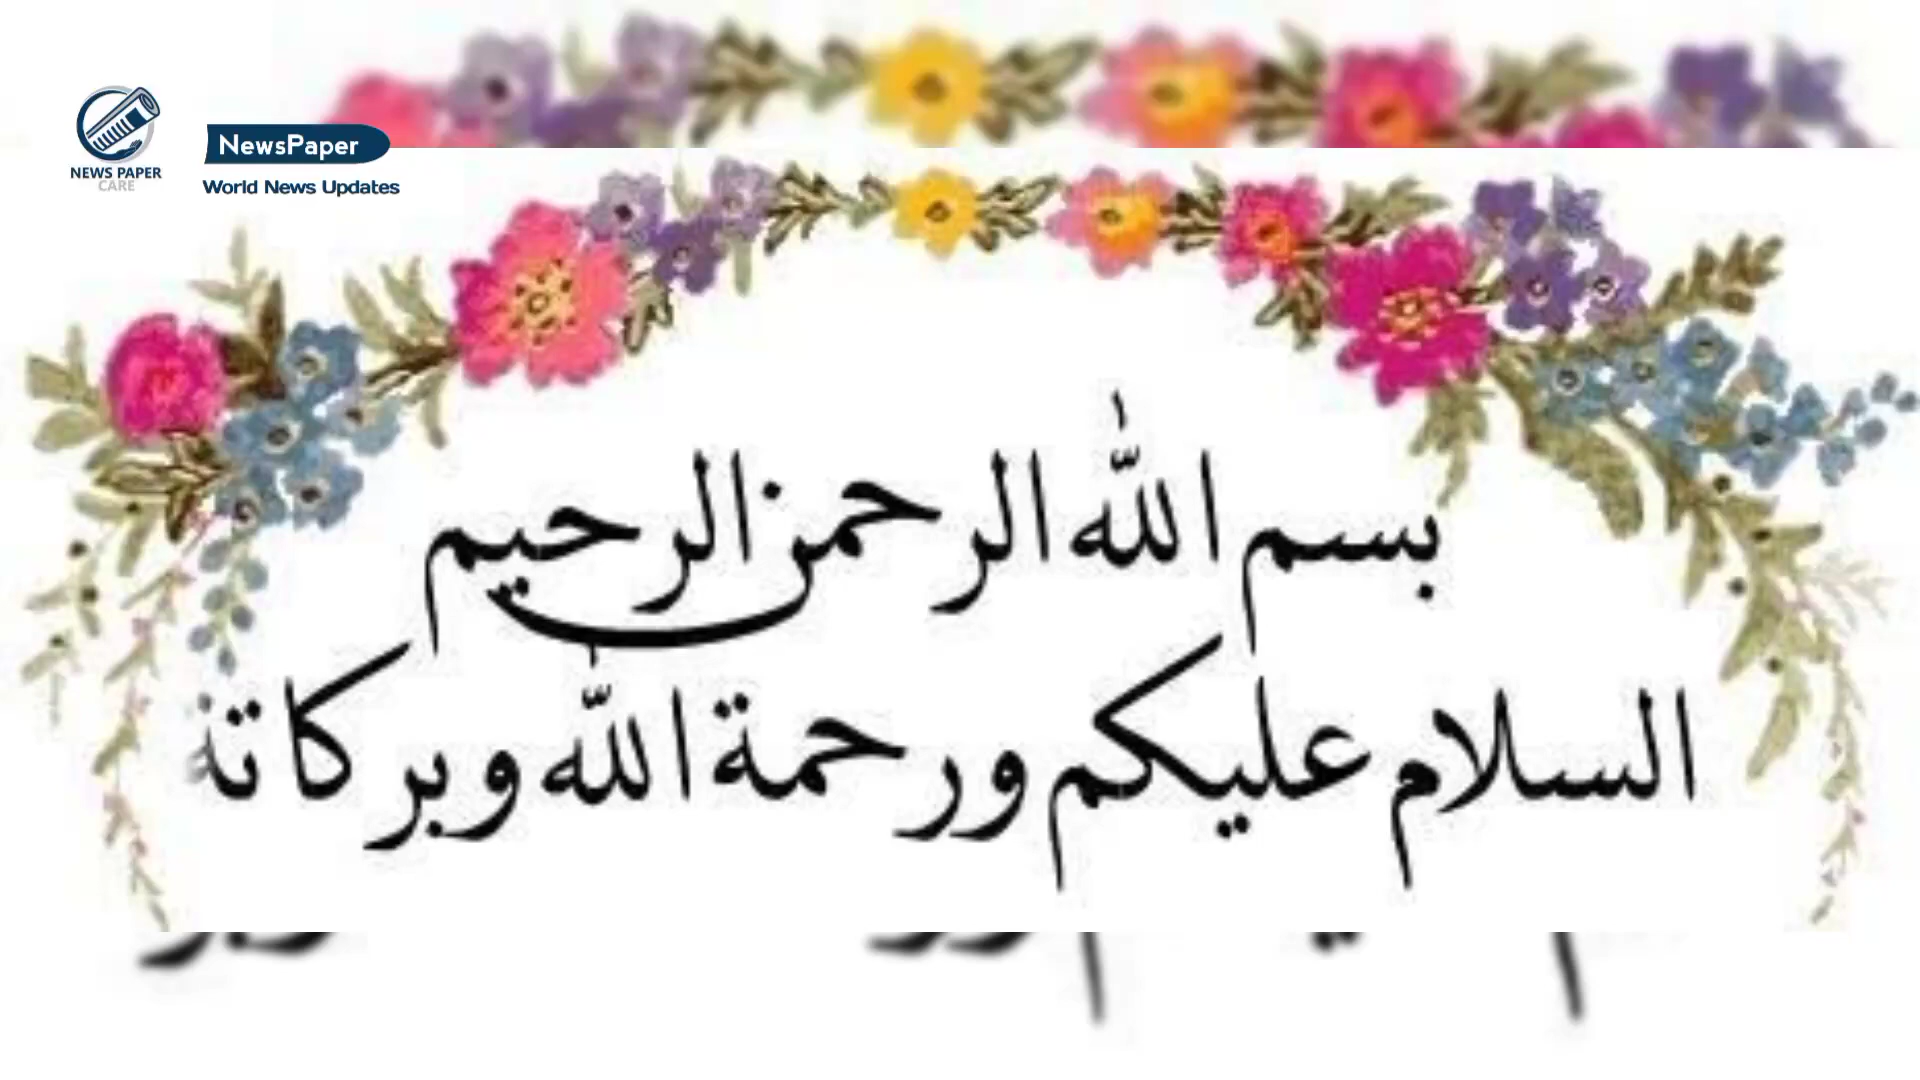 NewsPaper
NEWS PAPER
CARE
World News Updates
بسم الله الرحمن الرحيم
السلام عليكم ورحمة الله وبركاته